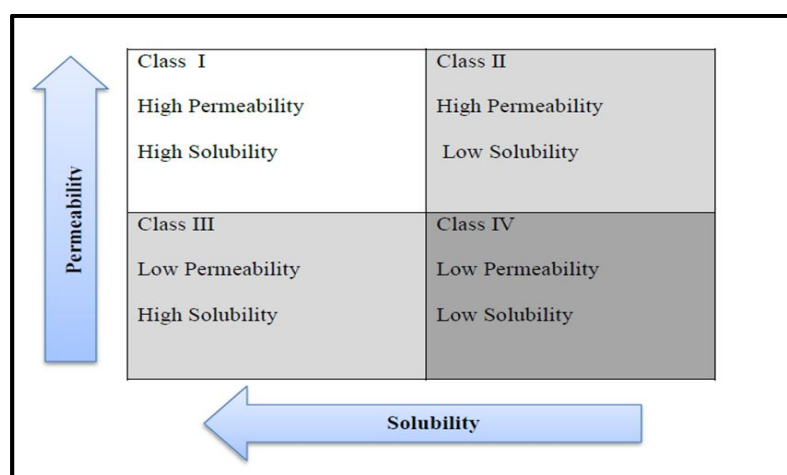 Class I
High Permeability
High Solubility
Class II
High Permeability
Low Solubility
Permeability
Class III
Low Permeability
High Solubility
Class IV
Low Permeability
Low Solubility
Solubility